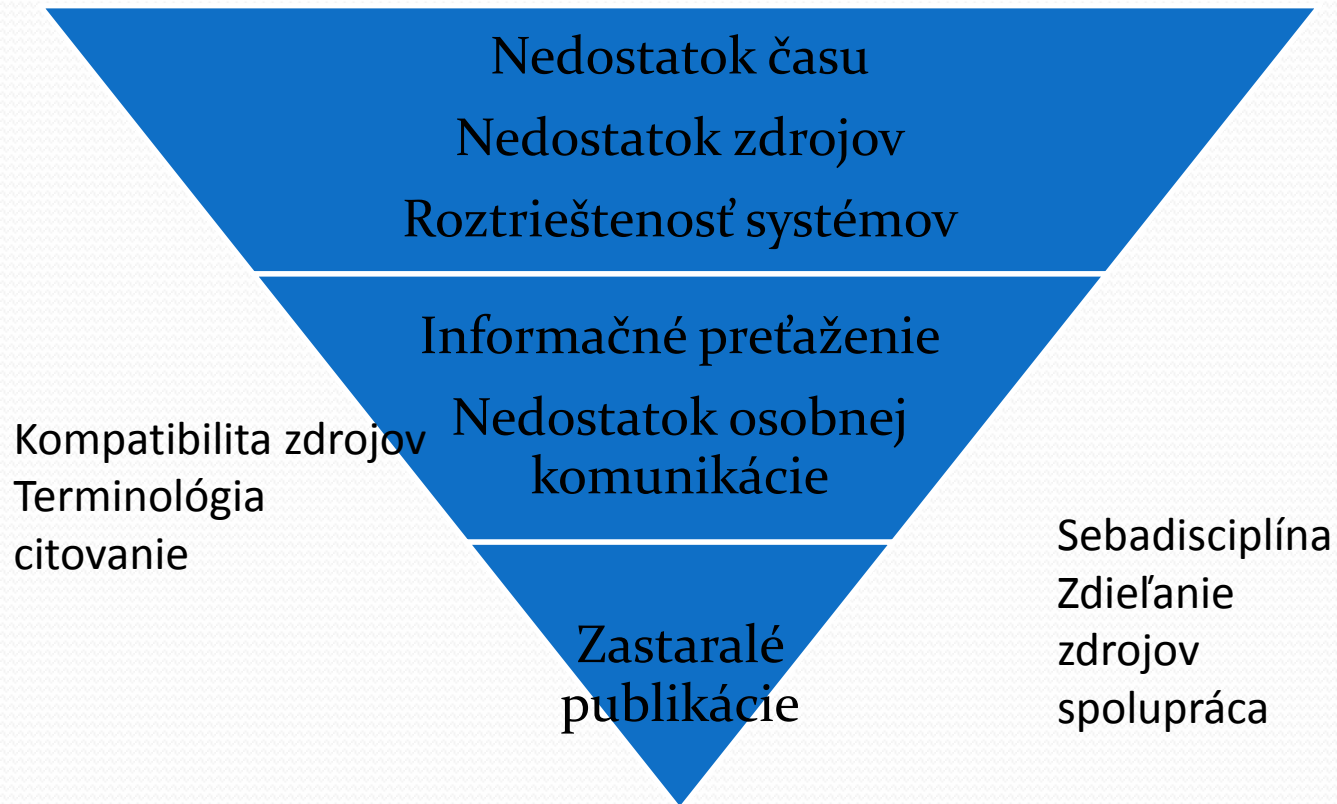 Nedostatok času
Nedostatok zdrojov
Roztrieštenosť systémov
Informačné preťaženie
Nedostatok osobnej
komunikácie
Zastaralé
publikácie
Kompatibilita zdrojov
Terminológia
citovanie
Sebadisciplína
Zdieľanie
zdrojov
spolupráca